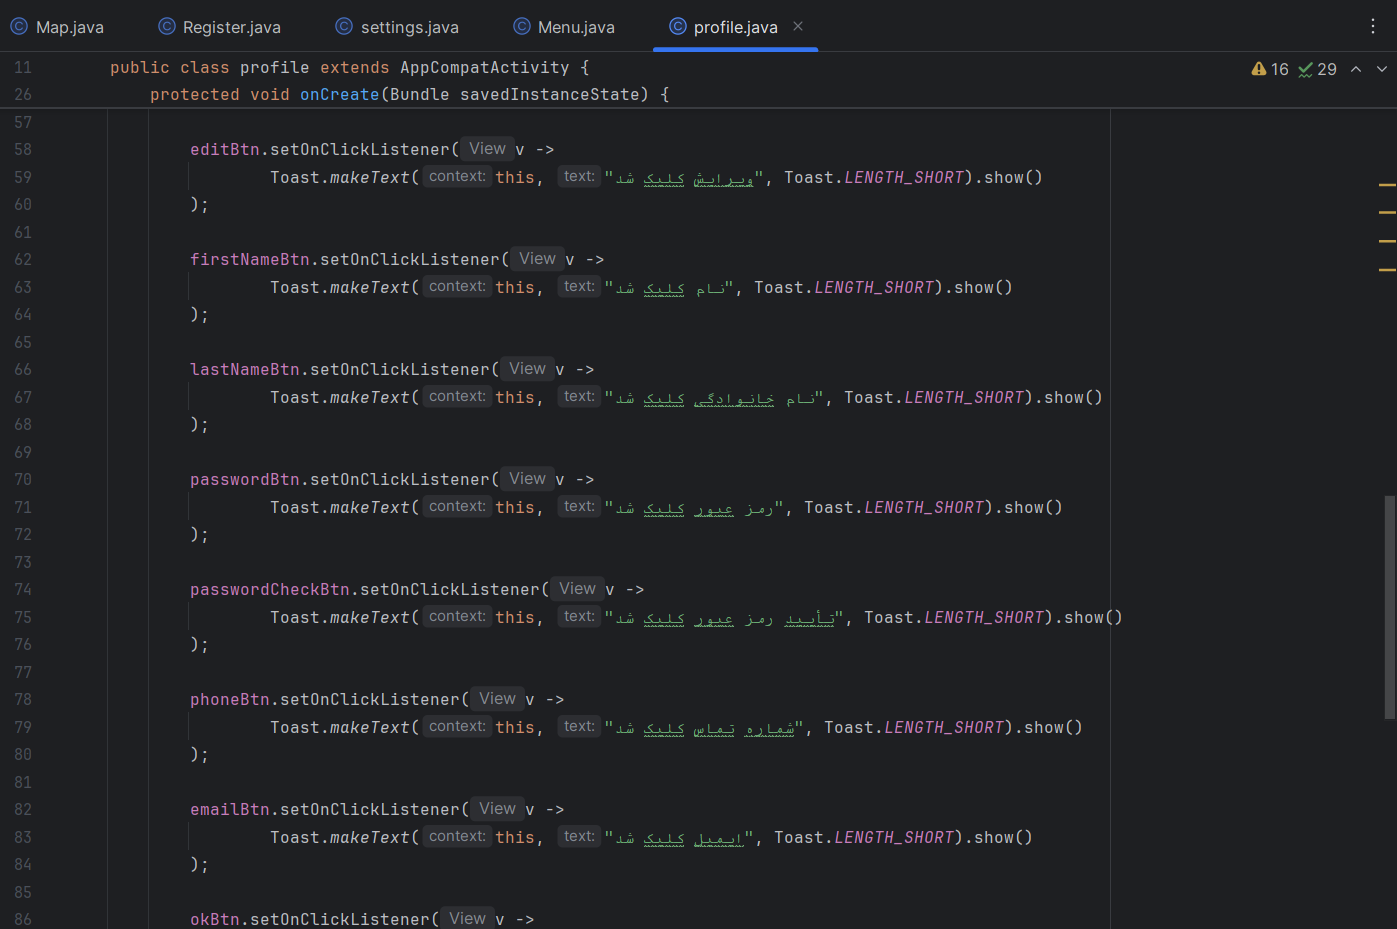 Map.java Register.java settings.java Menu.java profile.java
11 public class profile extends AppCompatActivity { 16 29
26 protected void onCreate(Bundle savedInstanceState) {
57
58 editBtn.setOnClickListener( View v ->
59 Toast.makeText( context: this, text: "ویرایش کلیک شد", Toast.LENGTH_SHORT).show()
60 );
61
62 firstNameBtn.setOnClickListener( View v ->
63 Toast.makeText( context: this, text: "نام کلیک شد", Toast.LENGTH_SHORT).show()
64 );
65
66 lastNameBtn.setOnClickListener( View v ->
67 Toast.makeText( context: this, text: "نام خانوادگی کلیک شد", Toast.LENGTH_SHORT).show()
68 );
69
70 passwordBtn.setOnClickListener( View v ->
71 Toast.makeText( context: this, text: "رمز عبور کلیک شد", Toast.LENGTH_SHORT).show()
72 );
73
74 passwordCheckBtn.setOnClickListener( View v ->
75 Toast.makeText( context: this, text: "تأیید رمز عبور کلیک شد", Toast.LENGTH_SHORT).show()
76 );
77
78 phoneBtn.setOnClickListener( View v ->
79 Toast.makeText( context: this, text: "شماره تماس کلیک شد", Toast.LENGTH_SHORT).show()
80 );
81
82 emailBtn.setOnClickListener( View v ->
83 Toast.makeText( context: this, text: "ایمیل کلیک شد", Toast.LENGTH_SHORT).show()
84 );
85
86 okBtn.setOnClickListener( View v ->